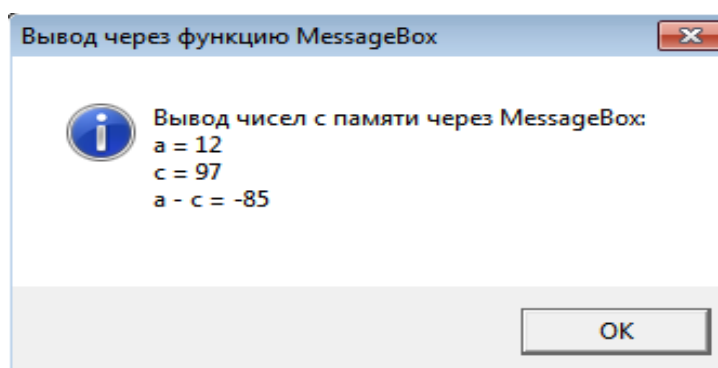 Вывод через функцию MessageBox
Вывод чисел с памяти через MessageBox:
a = 12
c = 97
a - c = -85
OK